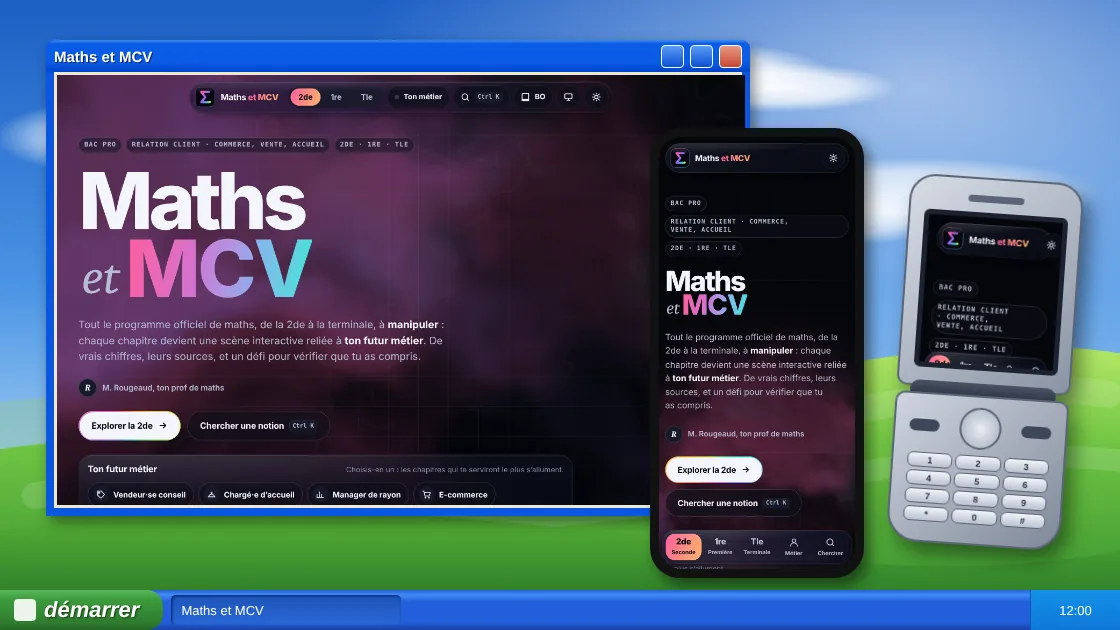 Maths et MCV
Maths et MCV
2de
1re
Tle
Ton métier
Ctrl K
BO
BAC PRO
RELATION CLIENT · COMMERCE, VENTE, ACCUEIL
2DE · 1RE · TLE
Maths
et MCV
Tout le programme officiel de maths, de la 2de à la terminale, à manipuler :
chaque chapitre devient une scène interactive reliée à ton futur métier. De
vrais chiffres, leurs sources, et un défi pour vérifier que tu as compris.
R M. Rougeaud, ton prof de maths
Explorer la 2de →
Chercher une notion Ctrl K
Ton futur métier
Choisis-en un : les chapitres qui te serviront le plus s'allument.
Vendeur·se conseil
Chargé·e d'accueil
Manager de rayon
E-commerce
Maths et MCV
BAC PRO
RELATION CLIENT · COMMERCE,
VENTE, ACCUEIL
2DE · 1RE · TLE
Maths
et MCV
Tout le programme officiel de maths, de la
2de à la terminale, à manipuler : chaque
chapitre devient une scène interactive reliée
à ton futur métier. De vrais chiffres, leurs
sources, et un défi pour vérifier que tu
as compris.
R M. Rougeaud, ton prof de maths
Explorer la 2de →
Chercher une notion Ctrl K
2de
Seconde
1re
Première
Tle
Terminale
Métier
Chercher
plus s'allument.
Maths et MCV
BAC PRO
RELATION CLIENT
· COMMERCE,
VENTE, ACCUEIL
2DE · 1RE · TLE
1 2 3
4 5 6
7 8 9
* 0 #
démarrer
Maths et MCV
12:00